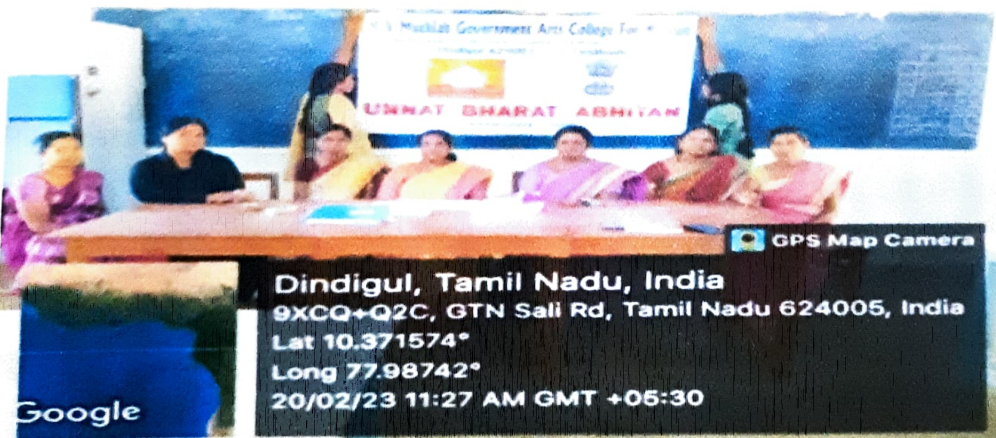 Government Arts College For
UNNAT BHARAT ABHIYAN
GPS Map Camera
Dindigul, Tamil Nadu, India
9XCQ+Q2C, GTN Sali Rd, Tamil Nadu 624005, India
Lat 10.371574°
Long 77.98742°
20/02/23 11:27 AM GMT +05:30
Google